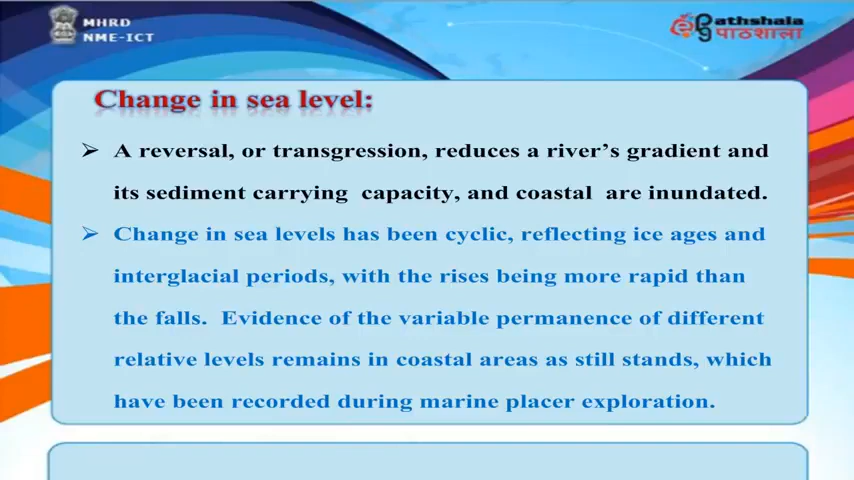 MHRD
NME-ICT
ePathshala
पाठशाला
Change in sea level:
➢ A reversal, or transgression, reduces a river's gradient and
its sediment carrying capacity, and coastal are inundated.
➢ Change in sea levels has been cyclic, reflecting ice ages and
interglacial periods, with the rises being more rapid than
the falls. Evidence of the variable permanence of different
relative levels remains in coastal areas as still stands, which
have been recorded during marine placer exploration.